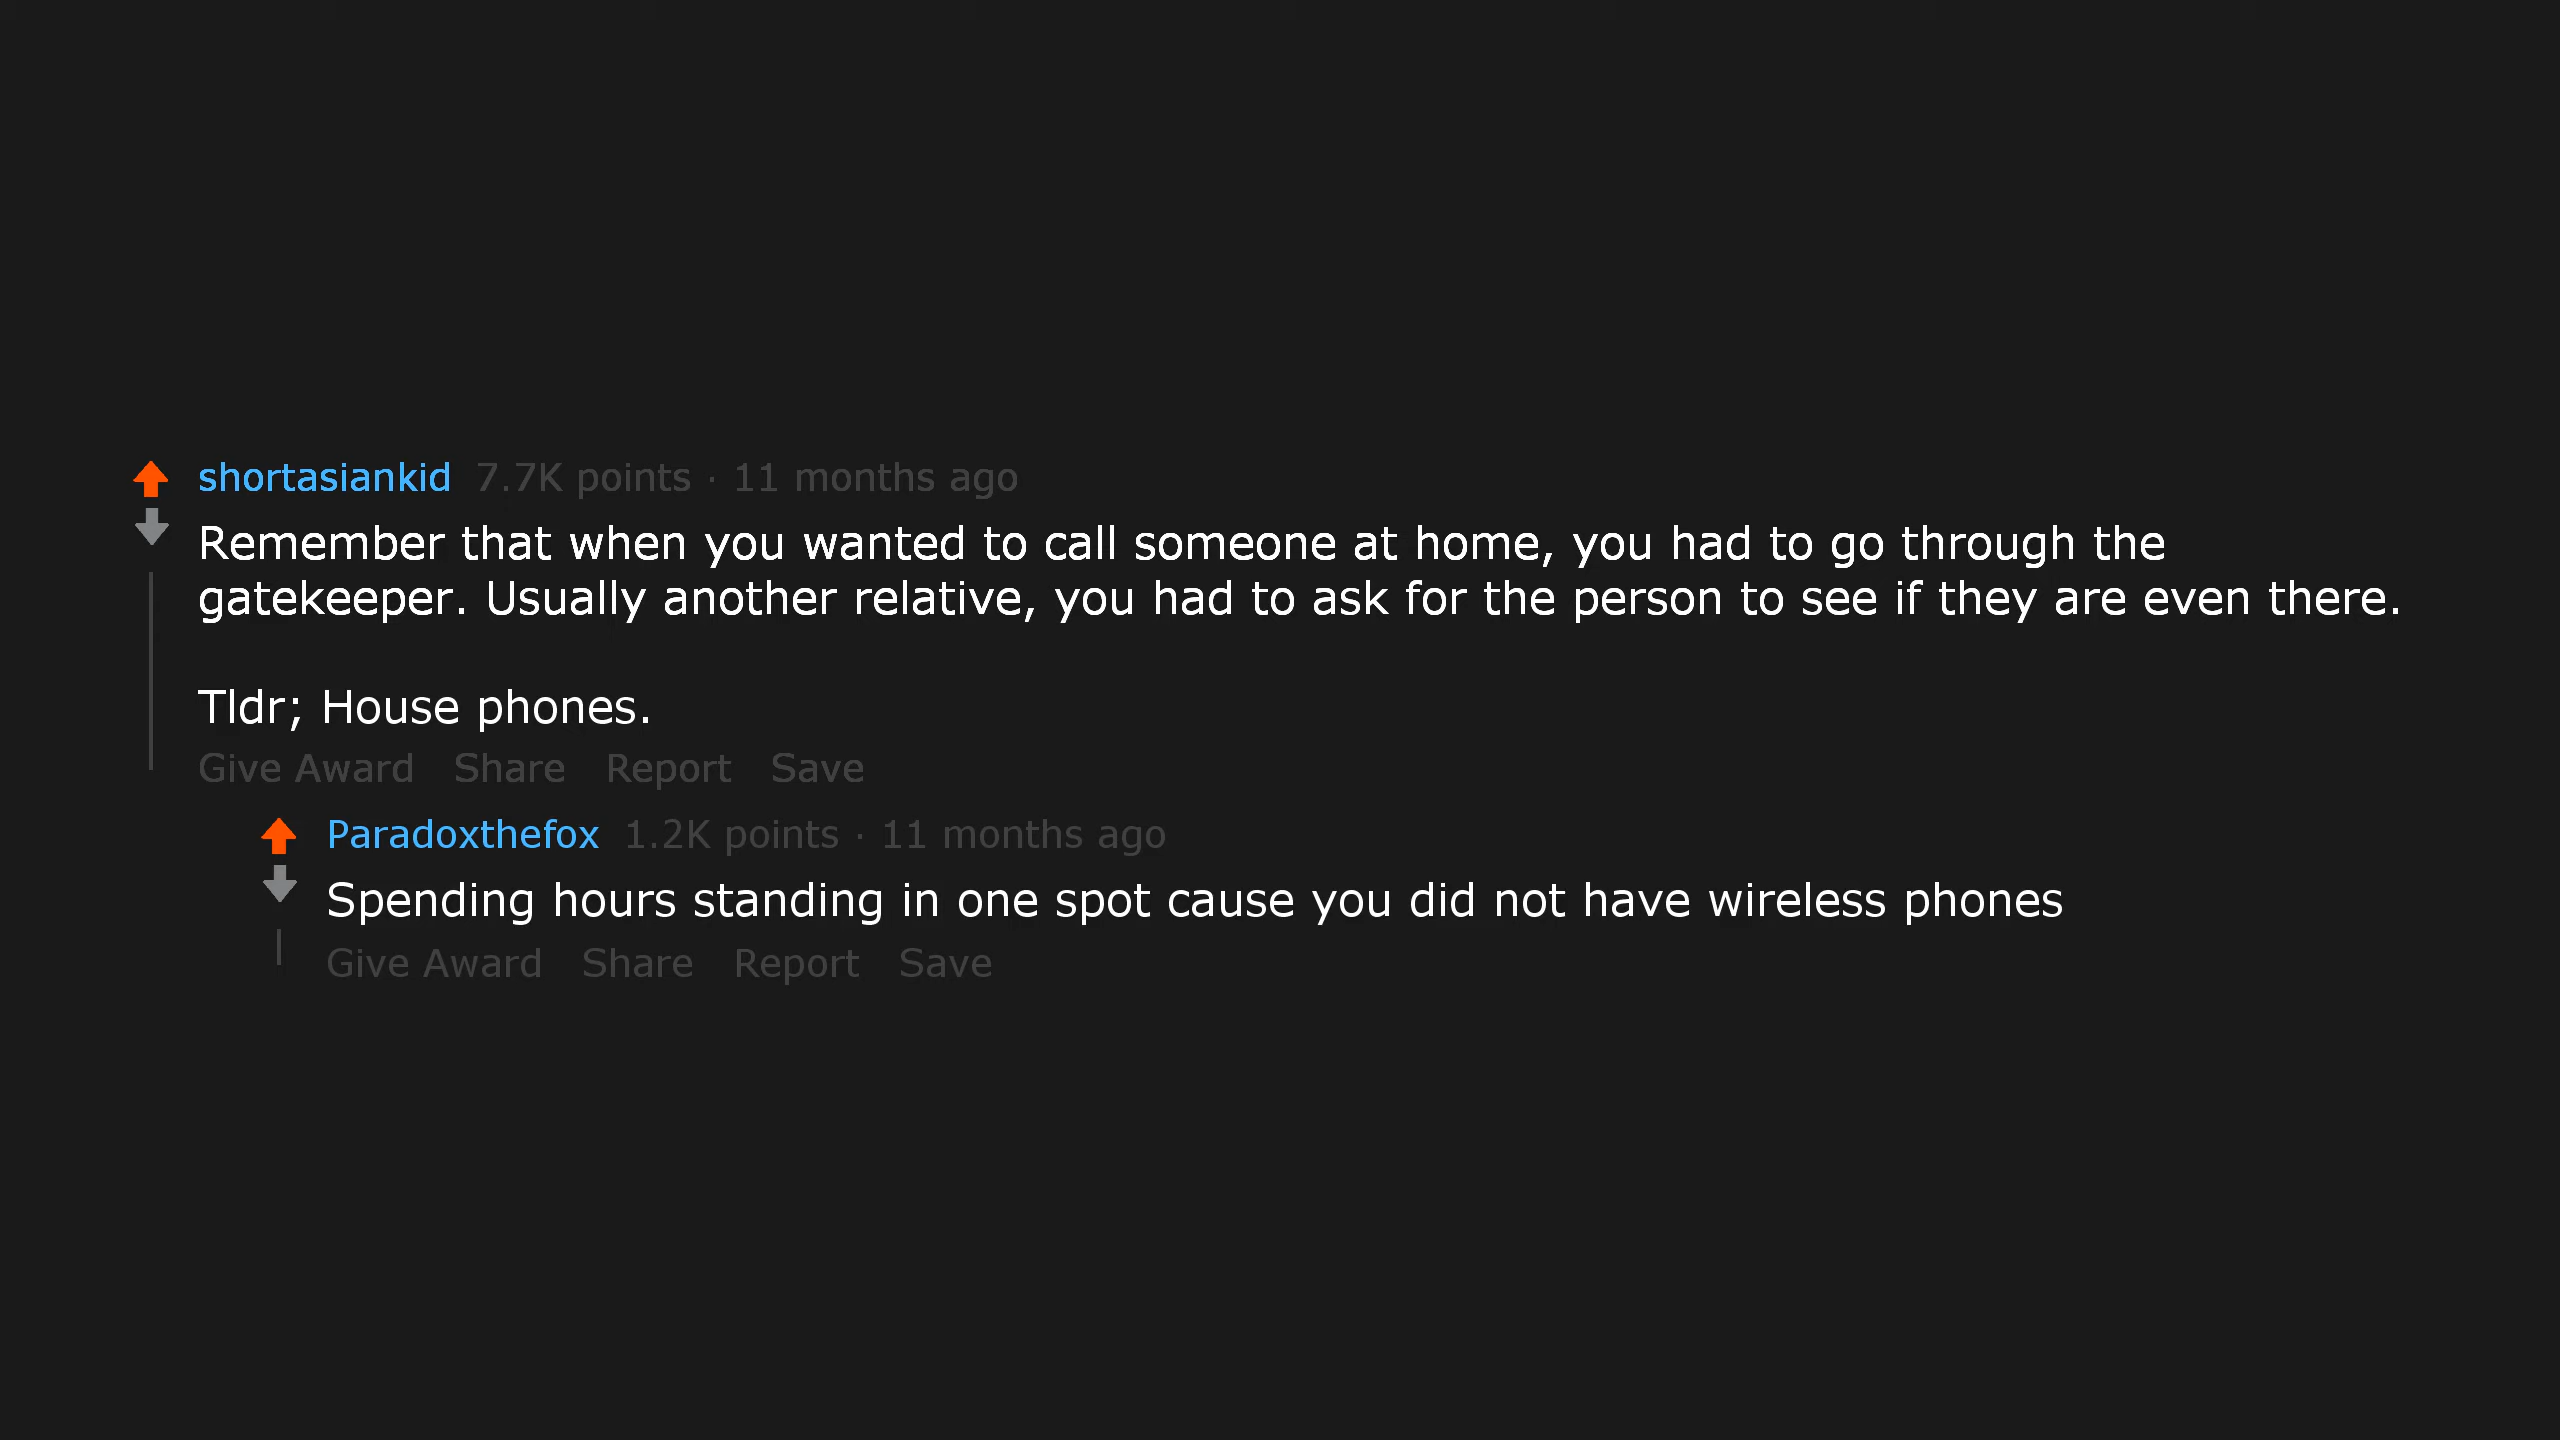 shortasiankid 7.7K points · 11 months ago
Remember that when you wanted to call someone at home, you had to go through the
gatekeeper. Usually another relative, you had to ask for the person to see if they are even there.
Tldr; House phones.
Give Award Share Report Save
Paradoxthefox 1.2K points · 11 months ago
Spending hours standing in one spot cause you did not have wireless phones
Give Award Share Report Save